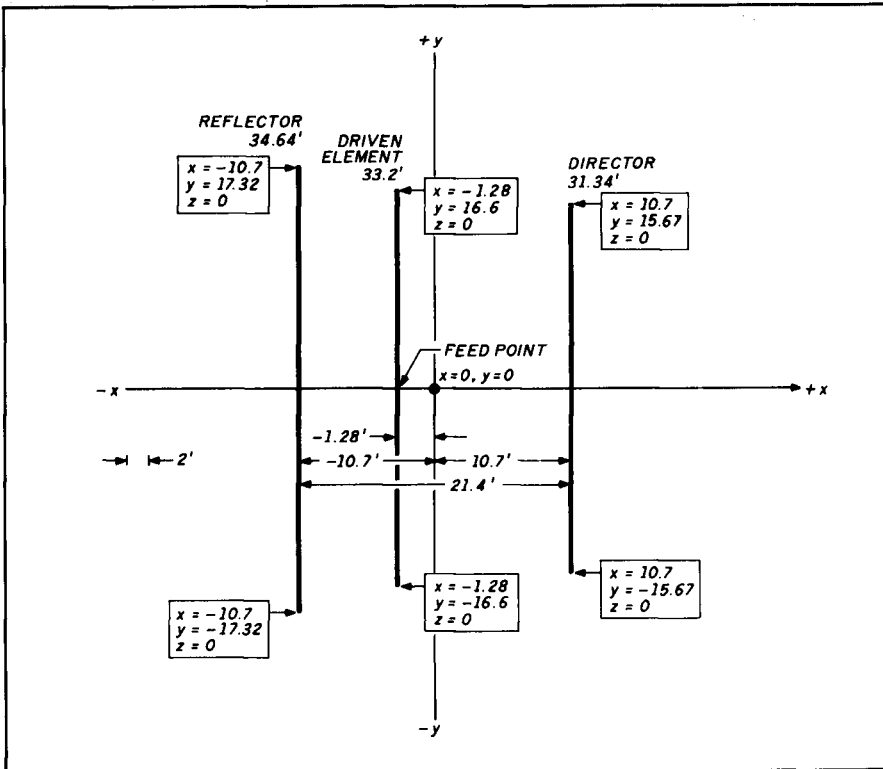 +y
REFLECTOR
34.64'
DRIVEN
ELEMENT
33.2'
DIRECTOR
31.34'
x = -10.7
y = 17.32
z = 0
x = -1.28
y = 16.6
z = 0
x = 10.7
y = 15.67
z = 0
FEED POINT
x=0, y=0
-x
+x
-1.28'
2'
-10.7'
10.7'
21.4'
x = -10.7
y = -17.32
z = 0
x = -1.28
y = -16.6
z = 0
x = 10.7
y = -15.67
z = 0
-y